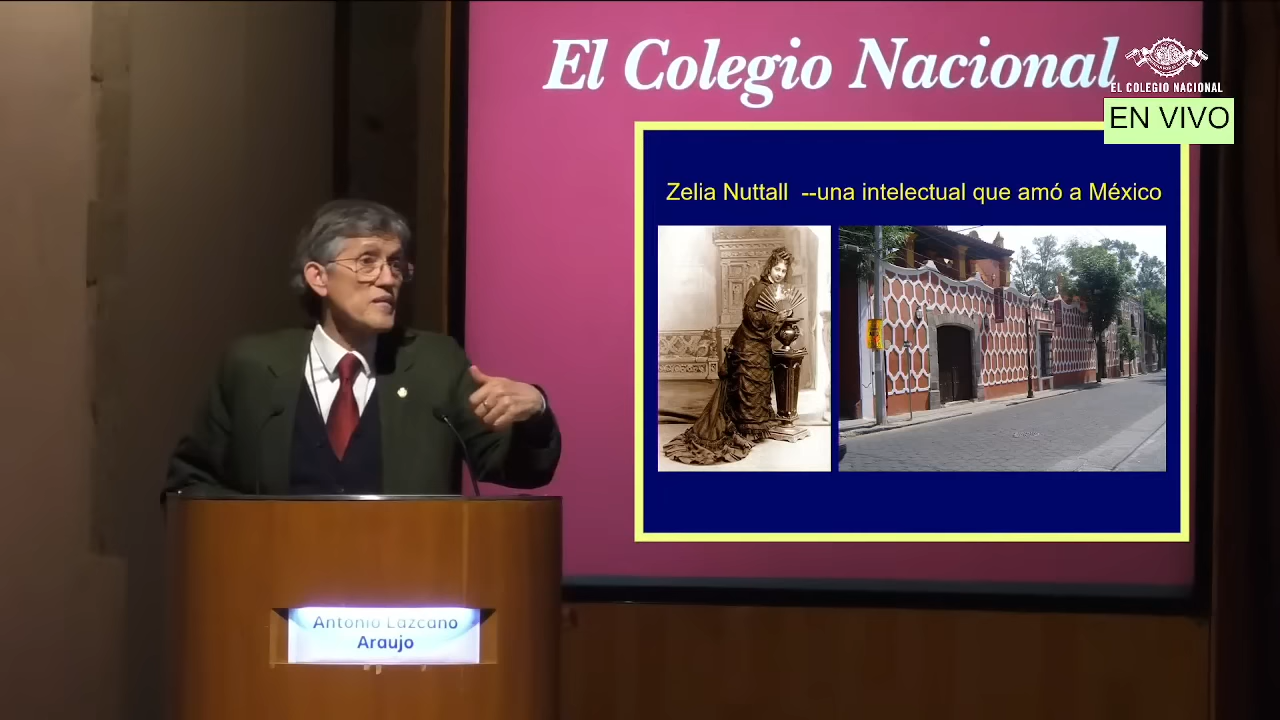 El Colegio Nacional
EL COLEGIO NACIONAL
EN VIVO
Zelia Nuttall --una intelectual que amó a México
Antonio Lazcano
Araujo